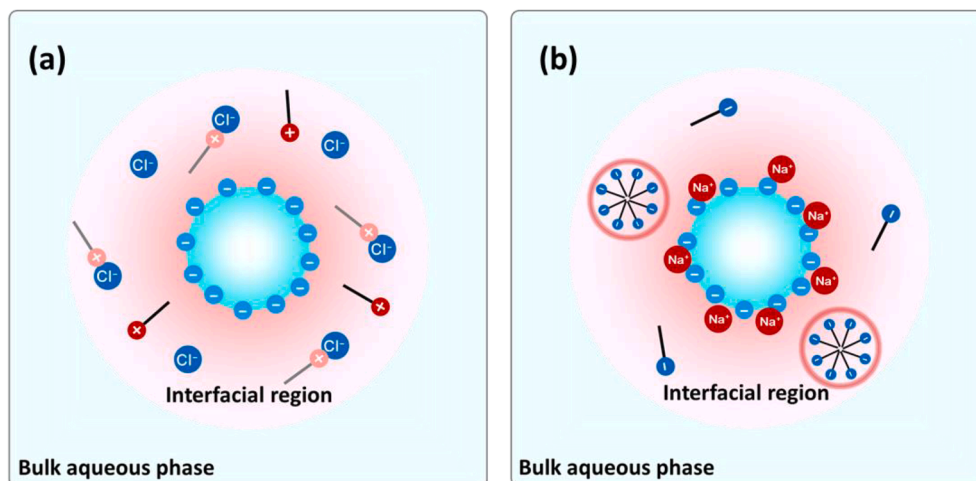 (a)
Cl⁻
Cl⁻
Cl⁻
+
+
Cl⁻
+
Cl⁻
+
+
+
Cl⁻
Cl⁻
+
Interfacial region
Bulk aqueous phase
(b)
Na⁺
Na⁺
Na⁺
Na⁺
Na⁺
Na⁺
Na⁺
Interfacial region
Bulk aqueous phase